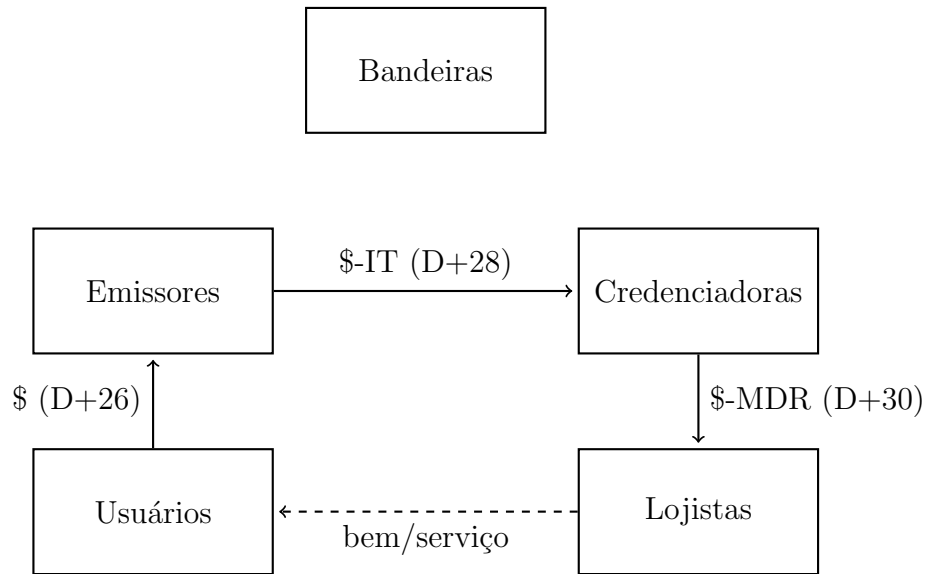 Bandeiras
$-IT (D+28)
Emissores
Credenciadoras
$ (D+26)
$-MDR (D+30)
Usuários
Lojistas
bem/serviço